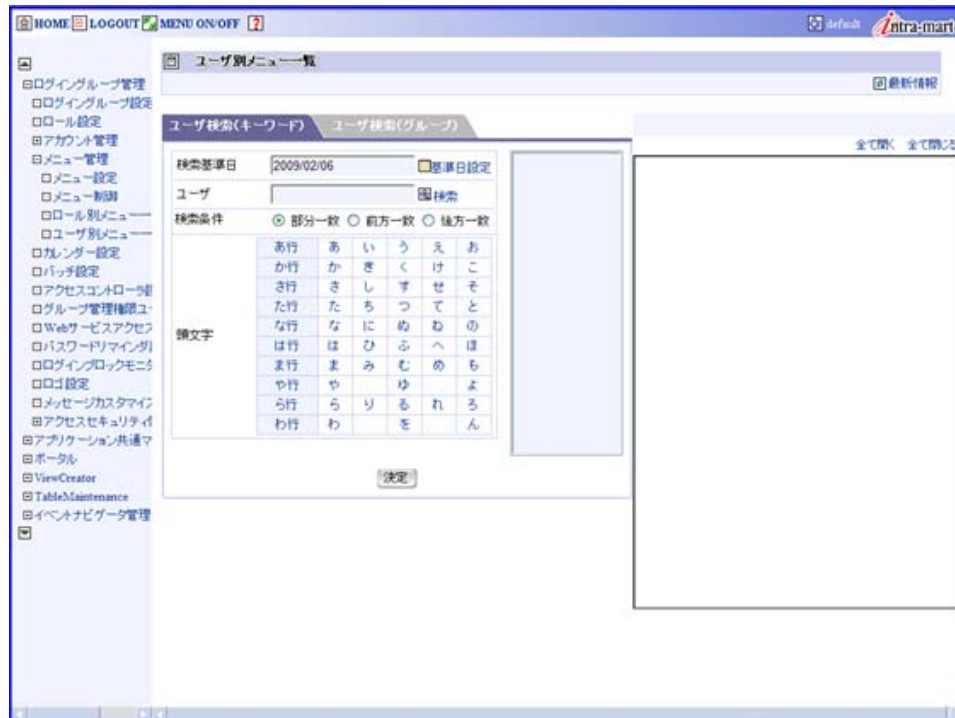 HOME LOGOUT MENU ON/OFF ? default intra-mart
ユーザ別メニュー一覧
最新情報
ログイングループ管理
ログイングループ設定
ロール設定
アカウント管理
メニュー管理
メニュー設定
メニュー制御
ロール別メニュー一
ユーザ別メニュー一
カレンダー設定
バッチ設定
アクセスコントローラ
グループ管理権限ユ
Webサービスアクセス
パスワードリマインダ
ログインブロックモニタ
ロゴ設定
メッセージカスタマイズ
アクセスセキュリティ
アプリケーション共通マ
ポータル
ViewCreator
TableMaintenance
イベントナビゲータ管理
ユーザ検索(キーワード) ユーザ検索(グループ)
検索基準日 2009/02/06 基準日設定
ユーザ 検索
検索条件 部分一致 前方一致 後方一致
頭文字
あ行 あ い う え お
か行 か き く け こ
さ行 さ し す せ そ
た行 た ち つ て と
な行 な に ぬ ね の
は行 は ひ ふ へ ほ
ま行 ま み む め も
や行 や ゆ よ
ら行 ら り る れ ろ
わ行 わ を ん
決定
全て開く 全て閉じる